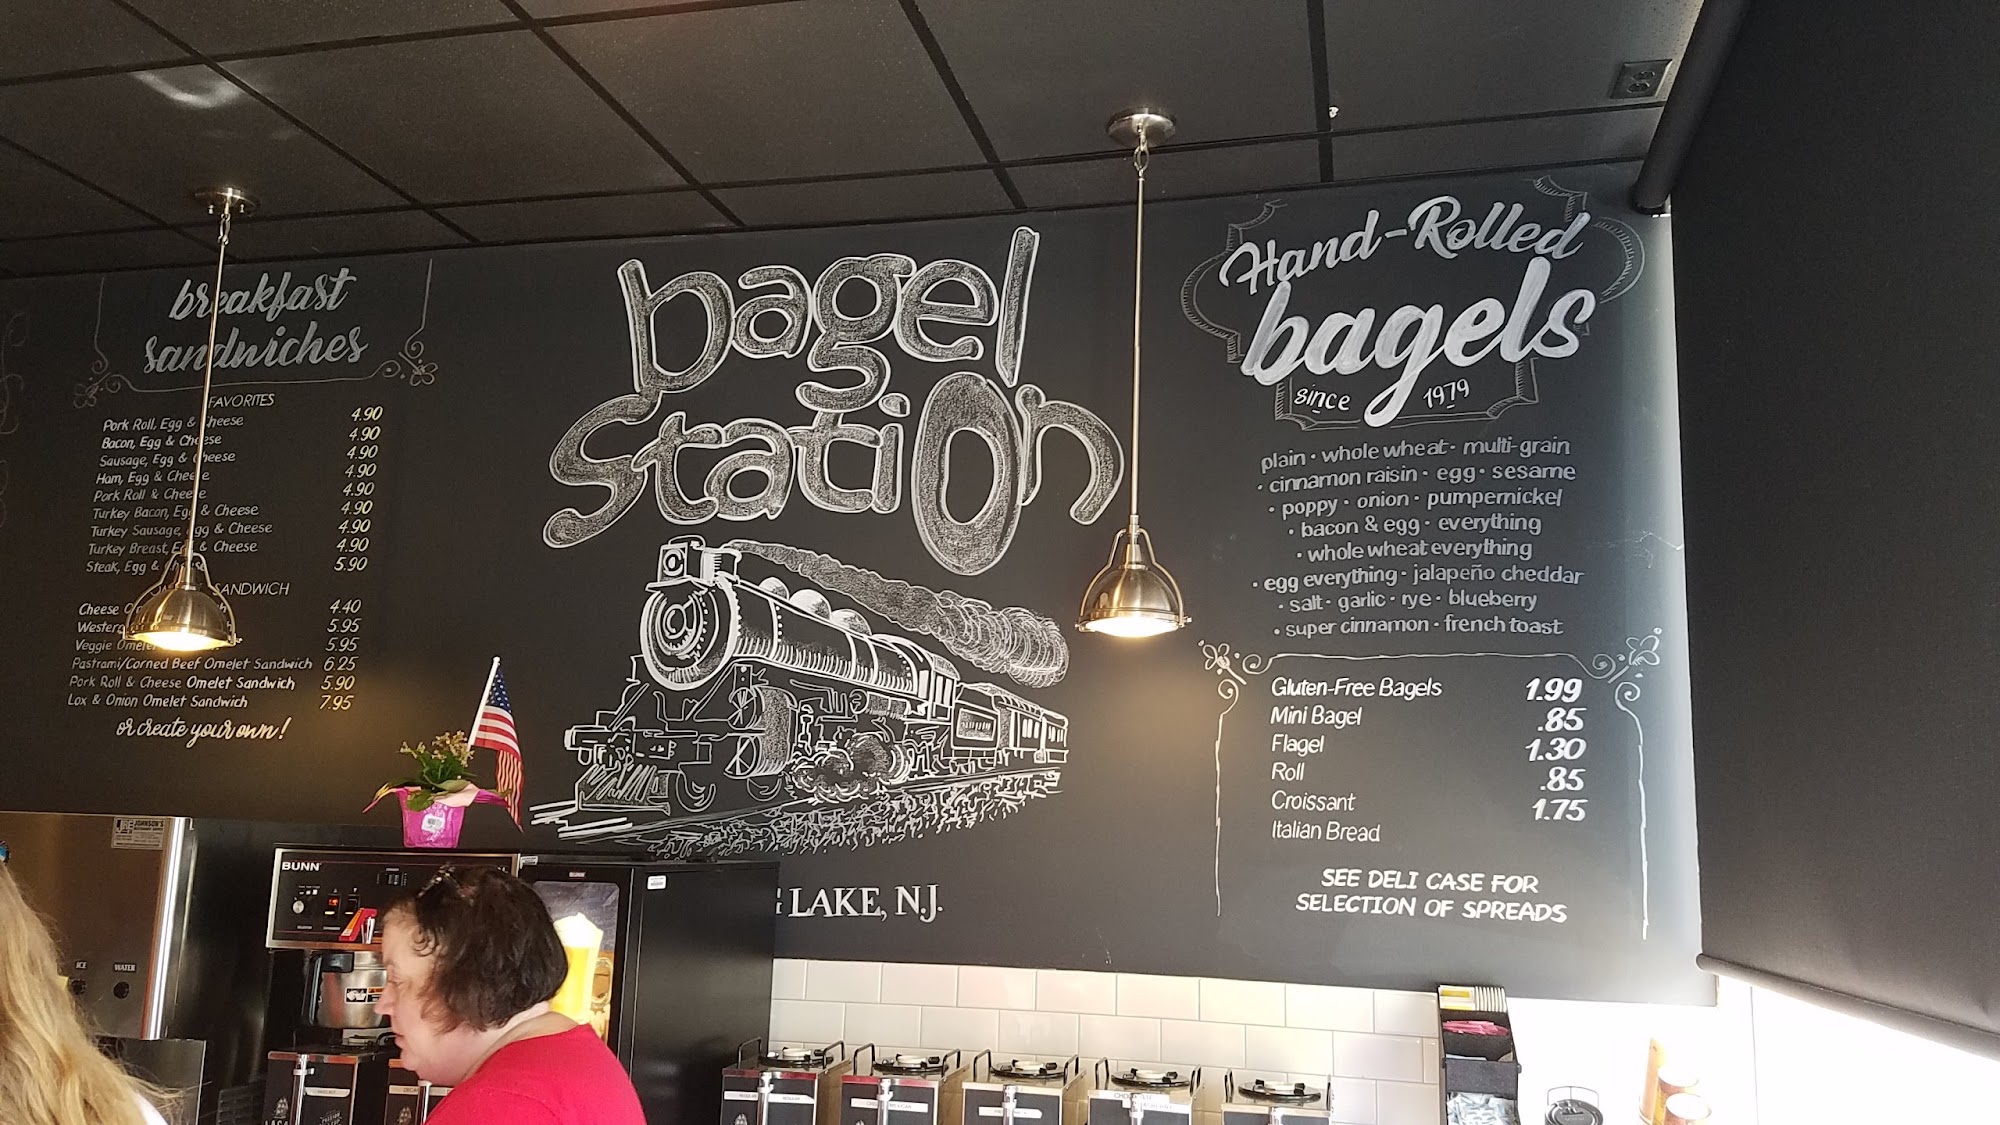 breakfast
sandwiches
FAVORITES
Pork Roll, Egg & Cheese 4.90
Bacon, Egg & Cheese 4.90
Sausage, Egg & Cheese 4.90
Ham, Egg & Cheese 4.90
Pork Roll & Cheese 4.90
Turkey Bacon, Egg & Cheese 4.90
Turkey Sausage, Egg & Cheese 4.90
Turkey Breast, Egg & Cheese 4.90
Steak, Egg & Cheese 5.90
SANDWICH
Cheese 4.40
Western 5.95
Veggie Omelet 5.95
Pastrami/Corned Beef Omelet Sandwich 6.25
Pork Roll & Cheese Omelet Sandwich 5.90
Lox & Onion Omelet Sandwich 7.95
or create your own!
bagel
station
LAKE, N.J.
Hand-Rolled
bagels
since 1979
plain · whole wheat · multi-grain
· cinnamon raisin · egg · sesame
· poppy · onion · pumpernickel
· bacon & egg · everything
· whole wheat everything
· egg everything · jalapeño cheddar
· salt · garlic · rye · blueberry
· super cinnamon · french toast
Gluten-Free Bagels 1.99
Mini Bagel .85
Flagel 1.30
Roll .85
Croissant 1.75
Italian Bread
SEE DELI CASE FOR
SELECTION OF SPREADS
JOHNSON'S
BUNN
ICE WATER